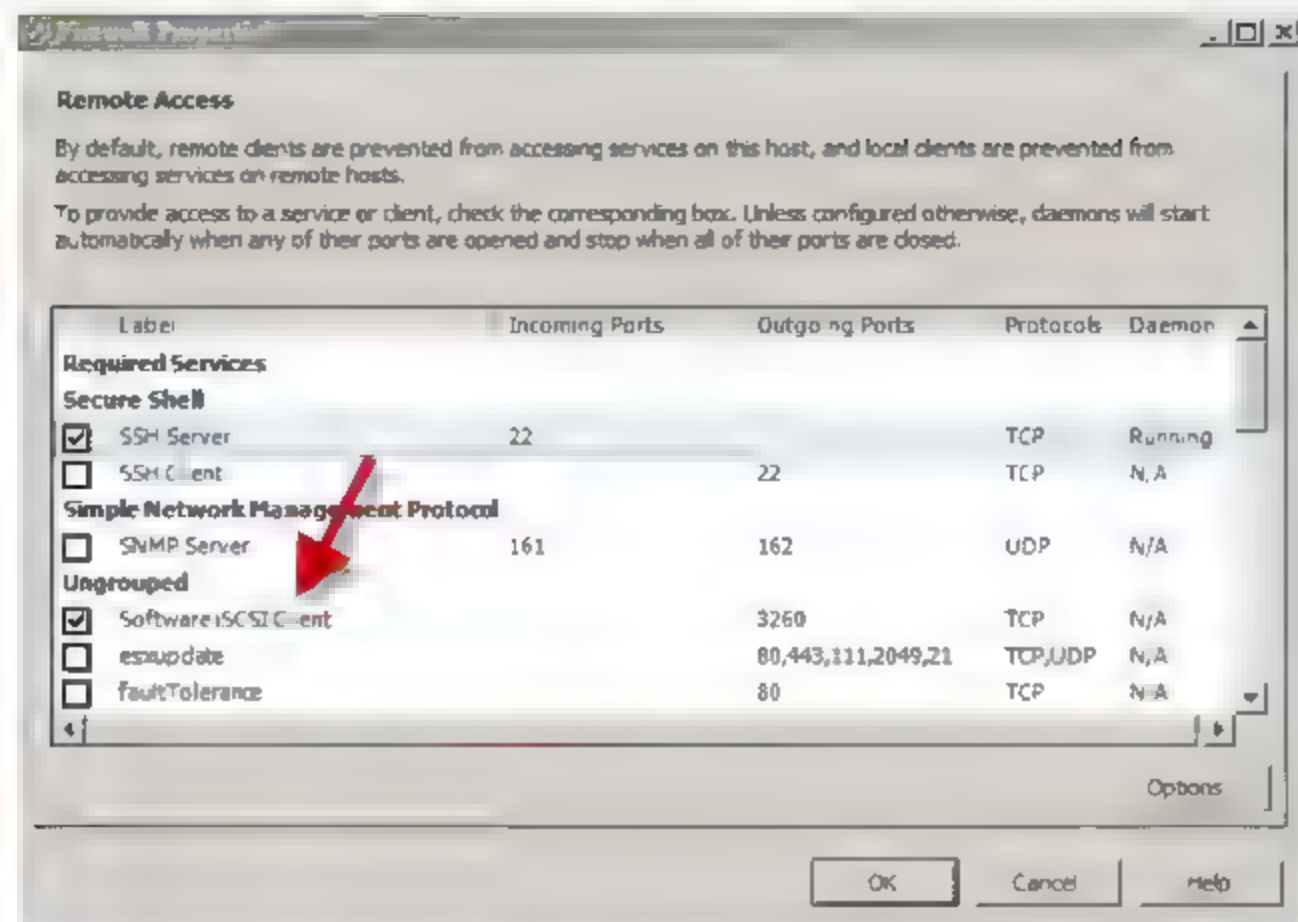 Firewall Properties
Remote Access
By default, remote clients are prevented from accessing services on this host, and local clients are prevented from
accessing services on remote hosts.
To provide access to a service or client, check the corresponding box. Unless configured otherwise, daemons will start
automatically when any of their ports are opened and stop when all of their ports are closed.
Label Incoming Ports Outgoing Ports Protocols Daemon
Required Services
Secure Shell
SSH Server 22 TCP Running
SSH Client 22 TCP N/A
Simple Network Management Protocol
SNMP Server 161 162 UDP N/A
Ungrouped
Software iSCSI Client 3260 TCP N/A
esxupdate 80,443,111,2049,21 TCP,UDP N/A
faultTolerance 80 TCP N/A
Options
OK Cancel Help